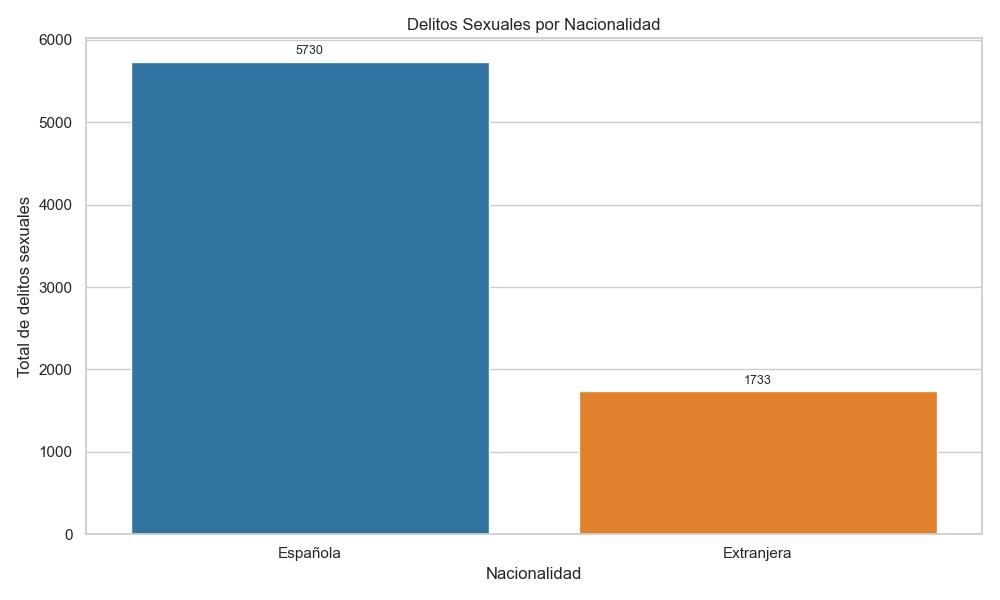 Delitos Sexuales por Nacionalidad
6000
5000
4000
3000
2000
1000
0
Total de delitos sexuales
5730
1733
Española
Extranjera
Nacionalidad